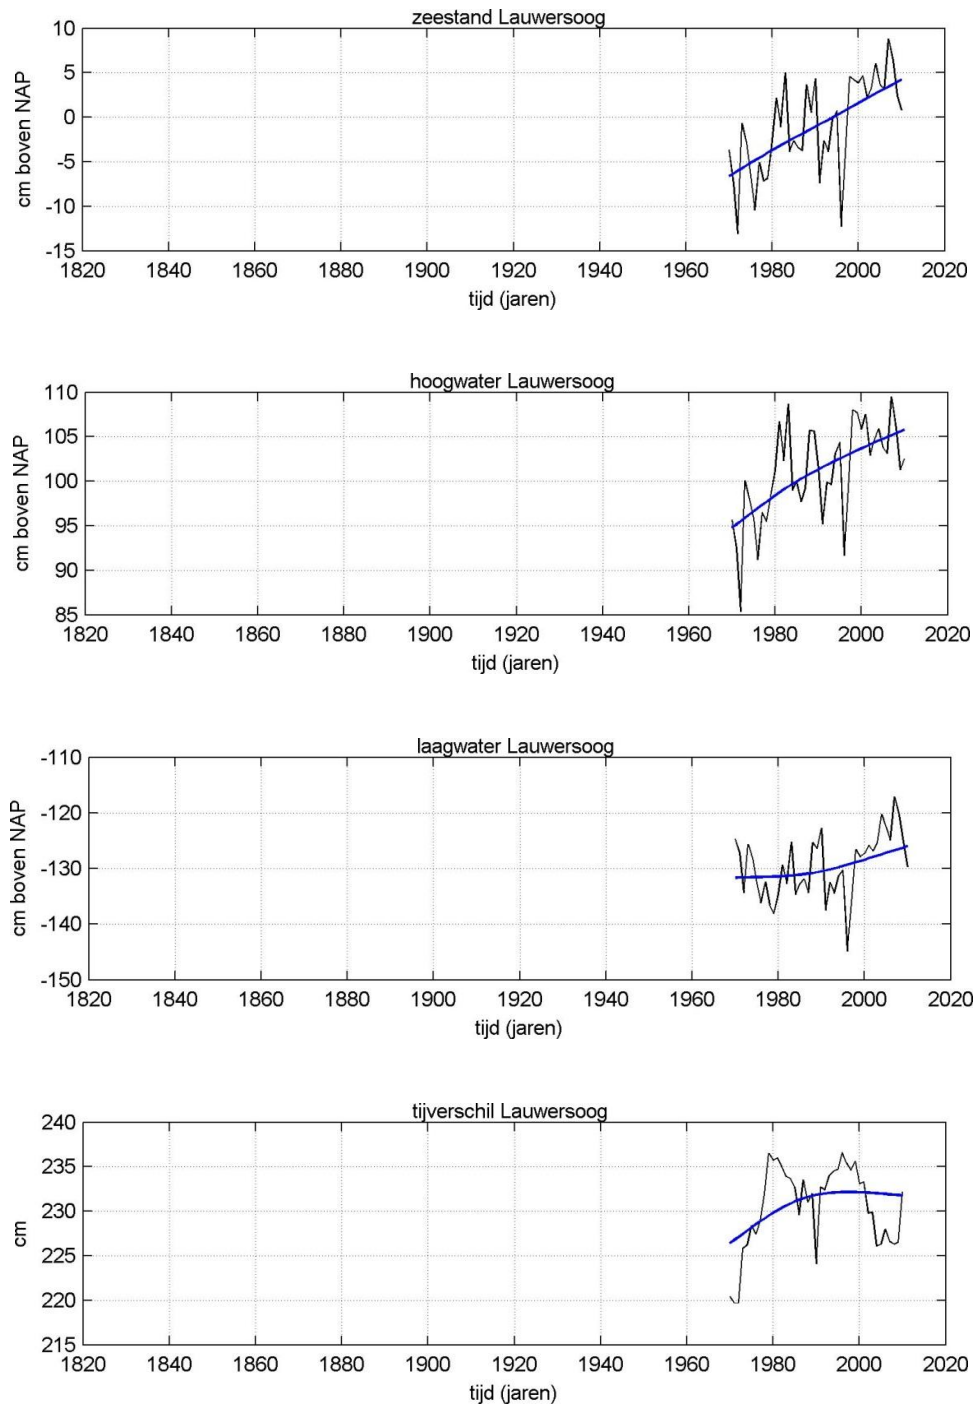 zeestand Lauwersoog
10
5
0
-5
-10
-15
cm boven NAP
1820 1840 1860 1880 1900 1920 1940 1960 1980 2000 2020
tijd (jaren)
hoogwater Lauwersoog
110
105
100
95
90
85
cm boven NAP
1820 1840 1860 1880 1900 1920 1940 1960 1980 2000 2020
tijd (jaren)
laagwater Lauwersoog
-110
-120
-130
-140
-150
cm boven NAP
1820 1840 1860 1880 1900 1920 1940 1960 1980 2000 2020
tijd (jaren)
tijverschil Lauwersoog
240
235
230
225
220
215
cm
1820 1840 1860 1880 1900 1920 1940 1960 1980 2000 2020
tijd (jaren)